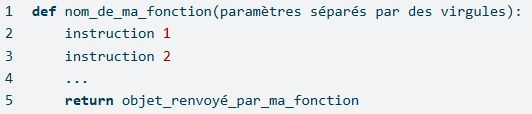 1 def nom_de_ma_fonction(paramètres séparés par des virgules):
2     instruction 1
3     instruction 2
4     ...
5     return objet_renvoyé_par_ma_fonction